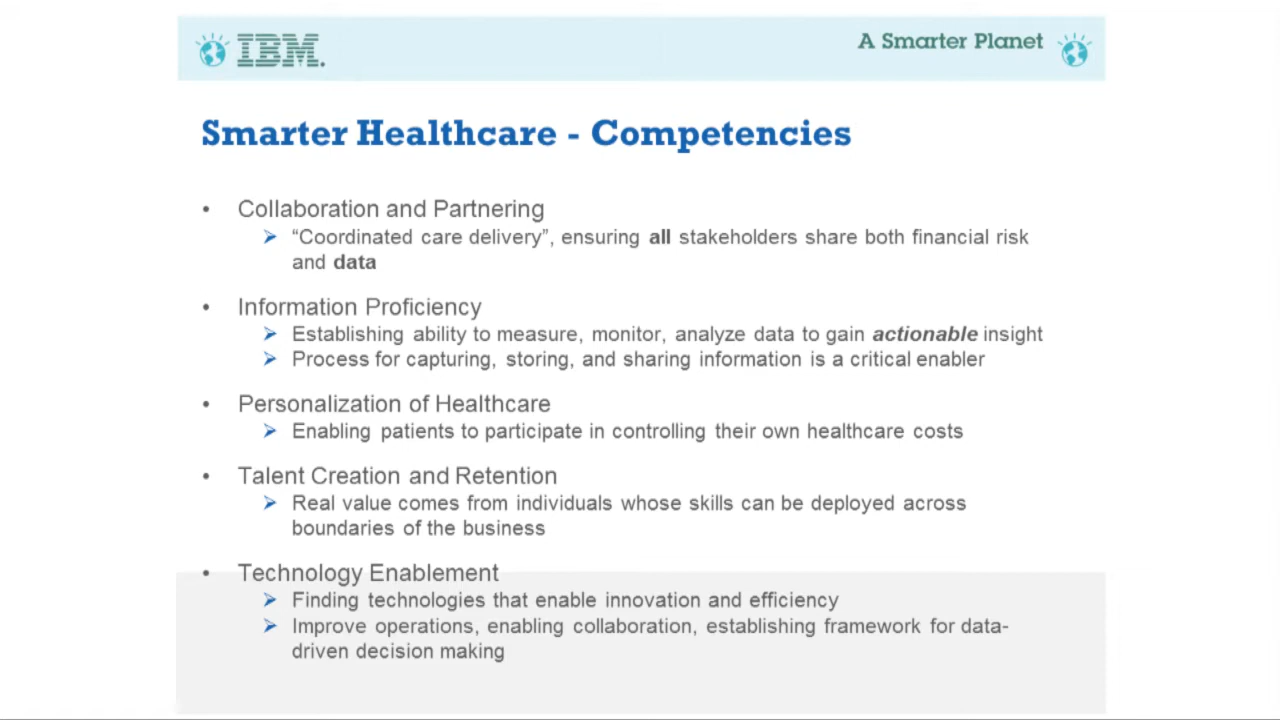 IBM.
A Smarter Planet
Smarter Healthcare - Competencies
• Collaboration and Partnering
➢ “Coordinated care delivery”, ensuring all stakeholders share both financial risk
and data
• Information Proficiency
➢ Establishing ability to measure, monitor, analyze data to gain actionable insight
➢ Process for capturing, storing, and sharing information is a critical enabler
• Personalization of Healthcare
➢ Enabling patients to participate in controlling their own healthcare costs
• Talent Creation and Retention
➢ Real value comes from individuals whose skills can be deployed across
boundaries of the business
• Technology Enablement
➢ Finding technologies that enable innovation and efficiency
➢ Improve operations, enabling collaboration, establishing framework for data-
driven decision making